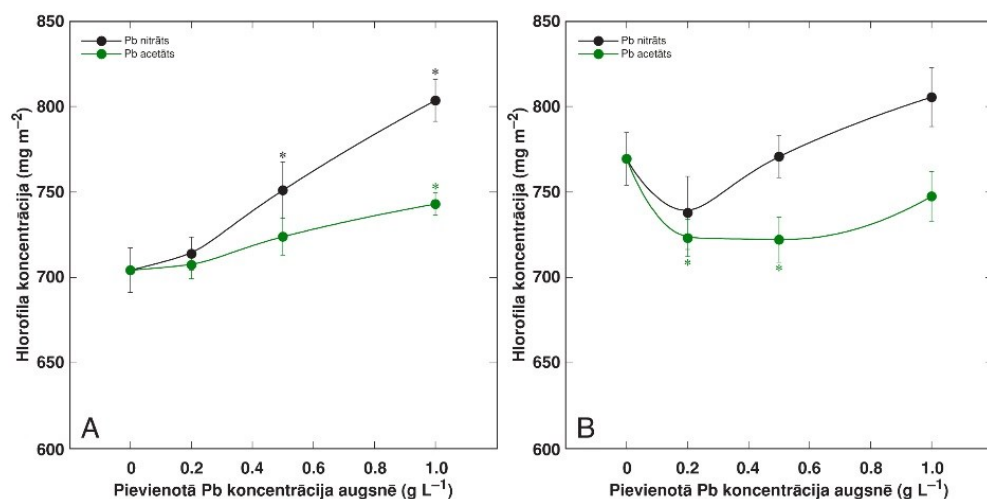 850
800
750
700
650
600
Hlorofila koncentrācija (mg m⁻²)
Pb nitrāts
Pb acetāts
*
*
*
A
0 0.2 0.4 0.6 0.8 1.0
Pievienotā Pb koncentrācija augsnē (g L⁻¹)
850
800
750
700
650
600
Hlorofila koncentrācija (mg m⁻²)
Pb nitrāts
Pb acetāts
*
*
B
0 0.2 0.4 0.6 0.8 1.0
Pievienotā Pb koncentrācija augsnē (g L⁻¹)